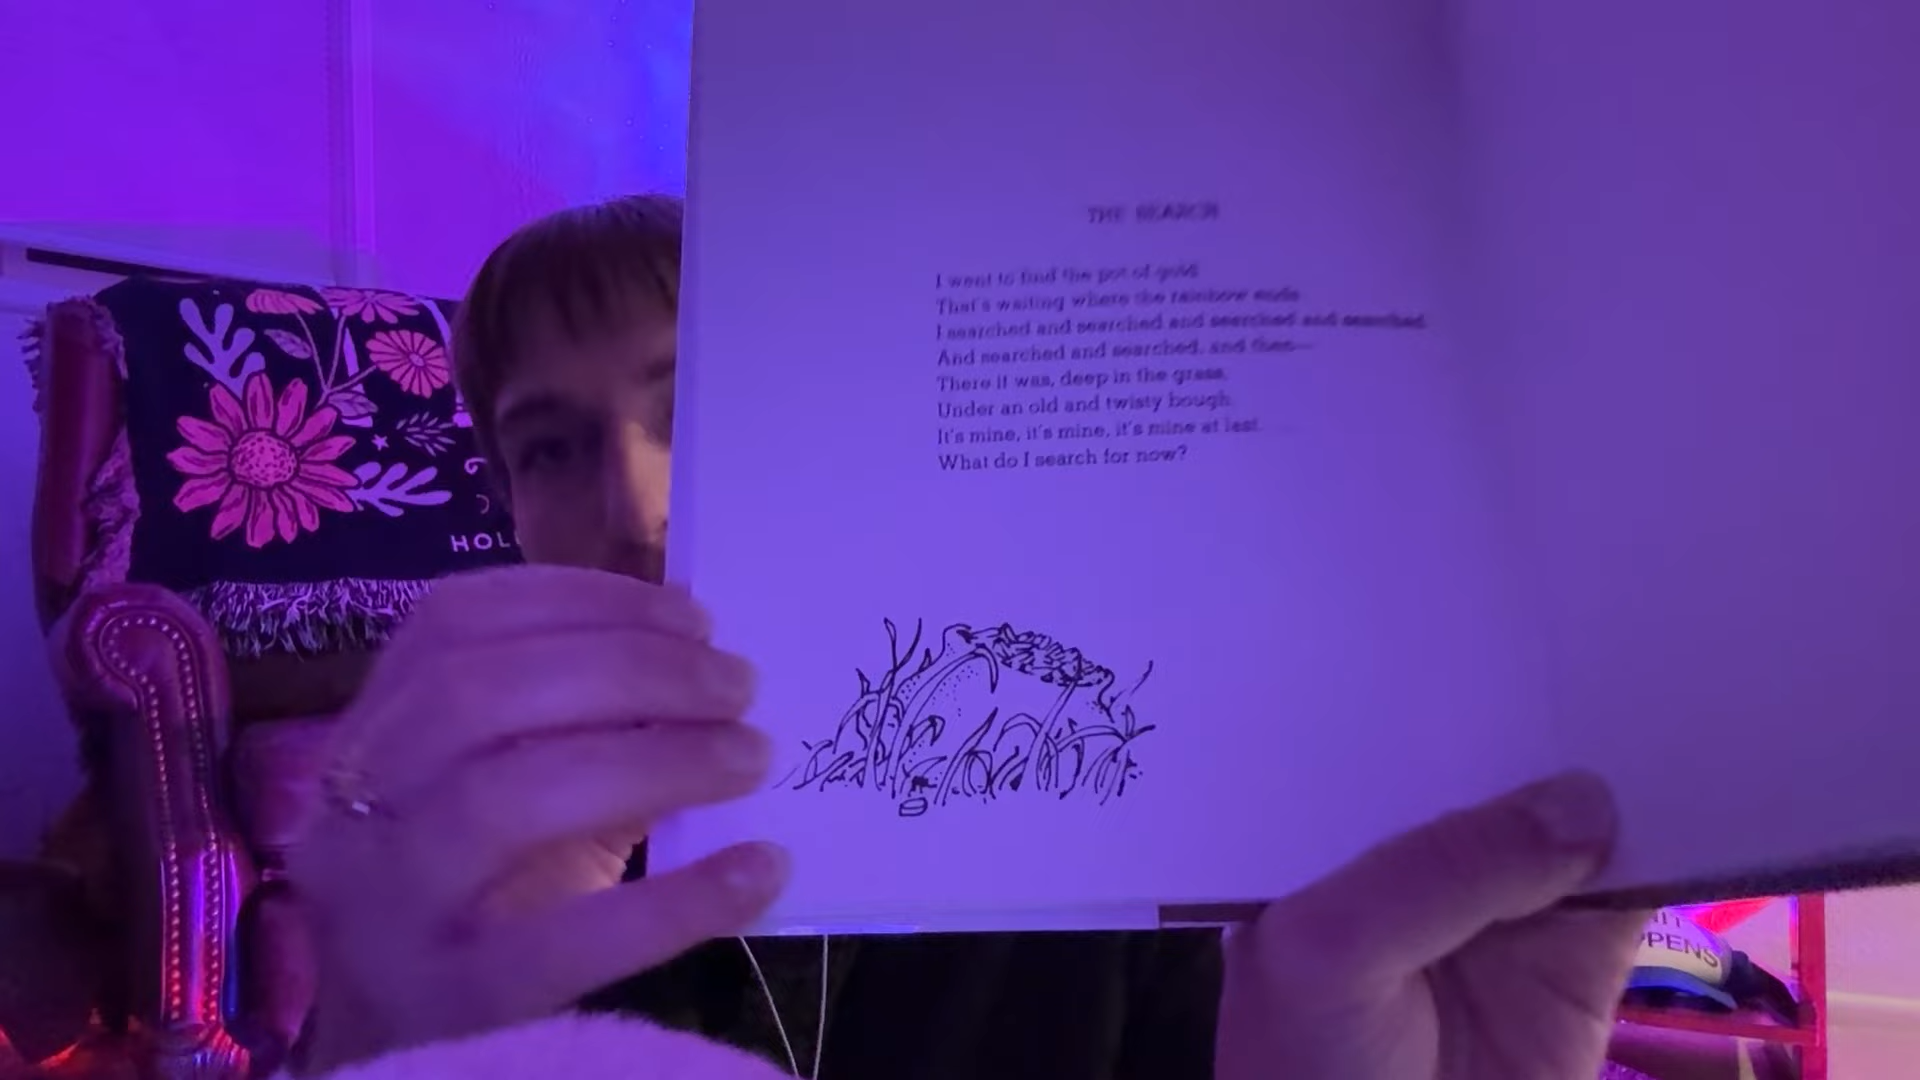 THE SEARCH
I went to find the pot of gold
That's waiting where the rainbow ends.
I searched and searched and searched and searched
And searched and searched, and then—
There it was, deep in the grass,
Under an old and twisty bough.
It's mine, it's mine, it's mine at last.
What do I search for now?
HOL
PPENS